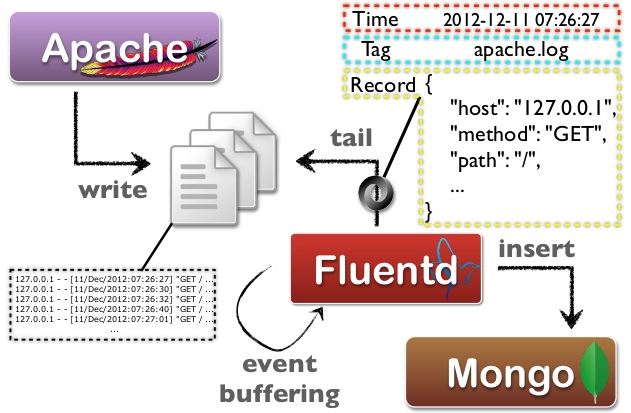 Apache
Time 2012-12-11 07:26:27
Tag apache.log
Record {
"host": "127.0.0.1",
"method": "GET",
"path": "/",
...
}
tail
write
Fluentd
insert
127.0.0.1 - - [11/Dec/2012:07:26:27] "GET / ...
127.0.0.1 - - [11/Dec/2012:07:26:30] "GET / ...
127.0.0.1 - - [11/Dec/2012:07:26:32] "GET / ...
127.0.0.1 - - [11/Dec/2012:07:26:40] "GET / ...
127.0.0.1 - - [11/Dec/2012:07:27:01] "GET / ...
...
event
buffering
Mongo